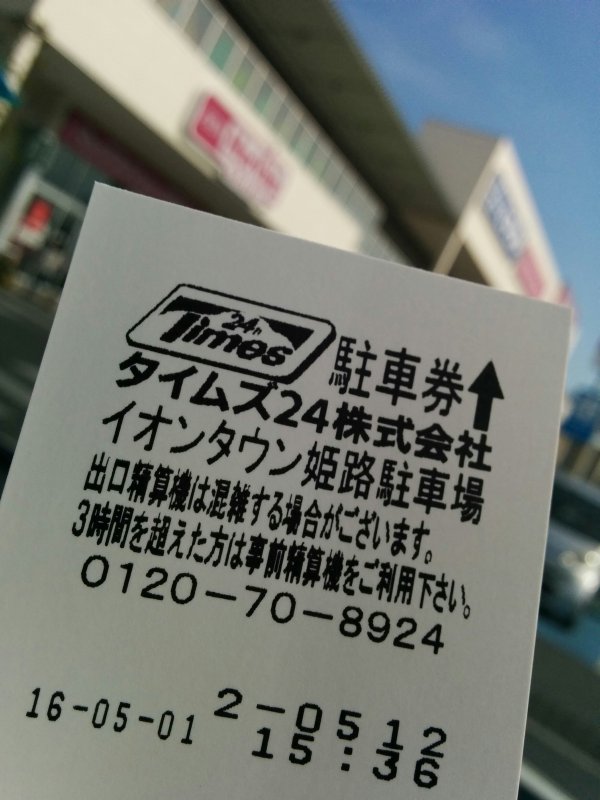 24h
Times
駐車券↑
タイムズ24株式会社
イオンタウン姫路駐車場
出口精算機は混雑する場合がございます。
3時間を超えた方は事前精算機をご利用下さい。
0120-70-8924
2-0512
16-05-01 15:36